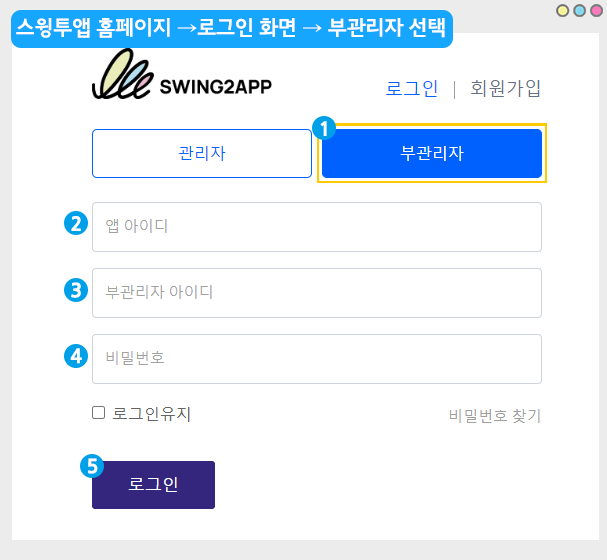 스윙투앱 홈페이지 →로그인 화면 → 부관리자 선택
SWING2APP
로그인 | 회원가입
관리자
1 부관리자
2 앱 아이디
3 부관리자 아이디
4 비밀번호
로그인유지 비밀번호 찾기
5 로그인